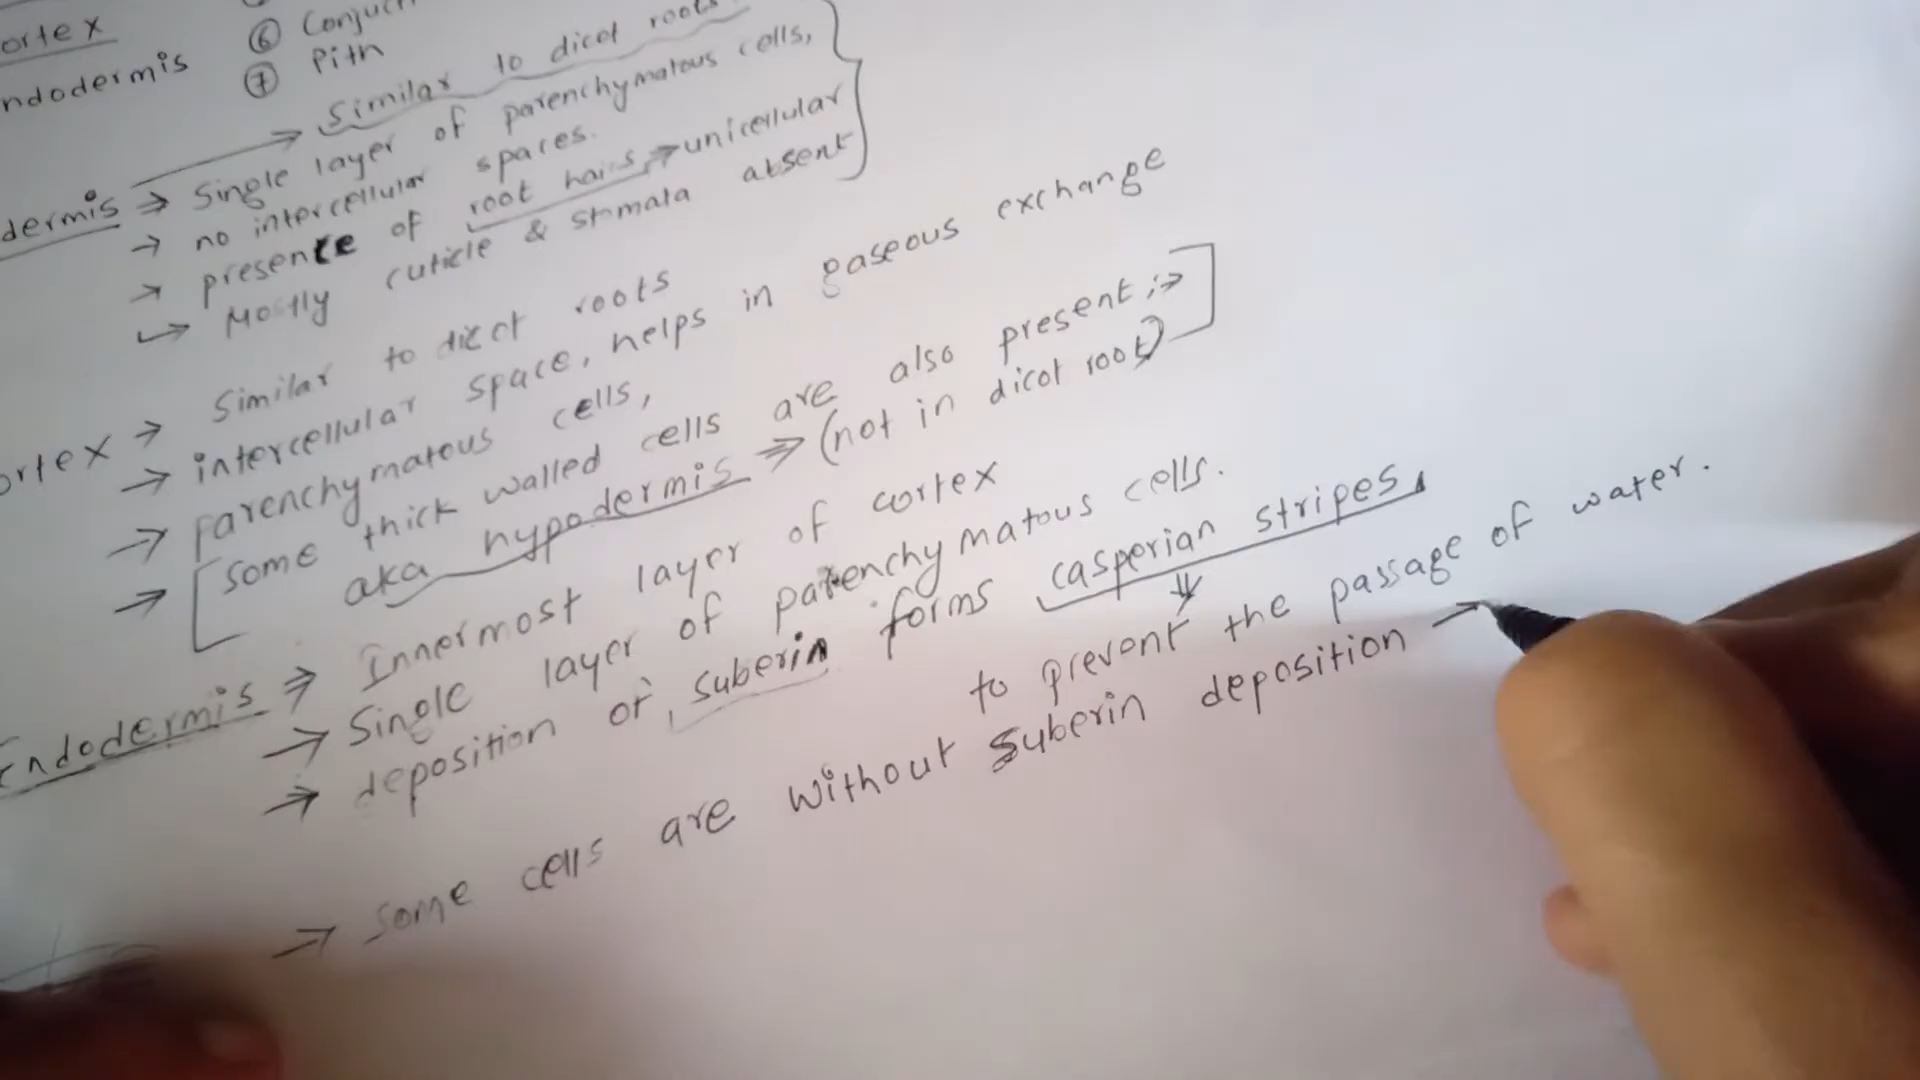 ortex
ndodermis
⑥ Conjuct
⑦ Pith
dermis → Similar to dicot roots
⇒ Single layer of parenchymatous cells,
→ no intercellular spaces.
→ presence of root hairs → unicellular
↳ Mostly cuticle & stomata absent
ortex → Similar to dicot roots
→ intercellular space, helps in gaseous exchange
→ parenchymatous cells,
→ [some thick walled cells are also present ;→]
aka hypodermis ⇒ (not in dicot root)
Endodermis ⇒ Innermost layer of cortex
→ Single layer of parenchymatous cells.
→ deposition of suberin forms casperian stripes
⇓
to prevent the passage of water.
→ some cells are without suberin deposition →